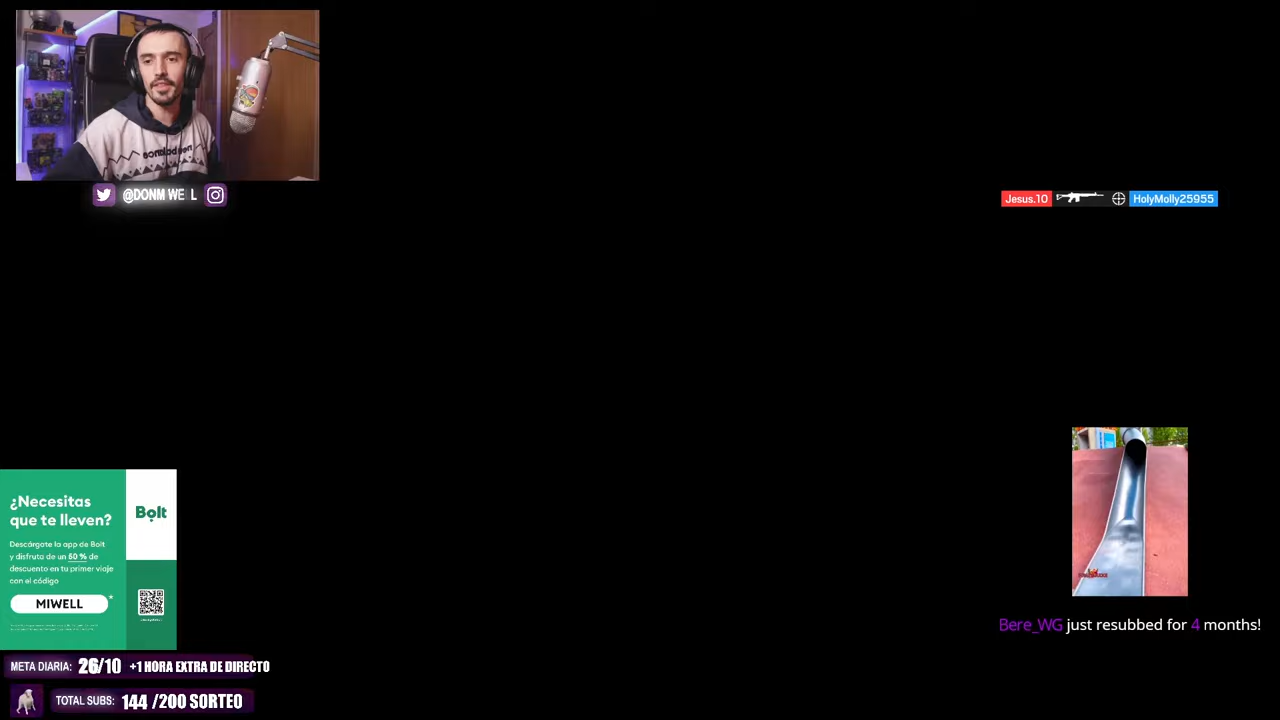 @DONM WE L
Jesus.10 HolyMolly25955
¿Necesitas
que te lleven?
Bolt
Descárgate la app de Bolt
y disfruta de un 50 % de
descuento en tu primer viaje
con el código
MIWELL*
Bere_WG just resubbed for 4 months!
META DIARIA: 26/10 +1 HORA EXTRA DE DIRECTO
TOTAL SUBS: 144 /200 SORTEO